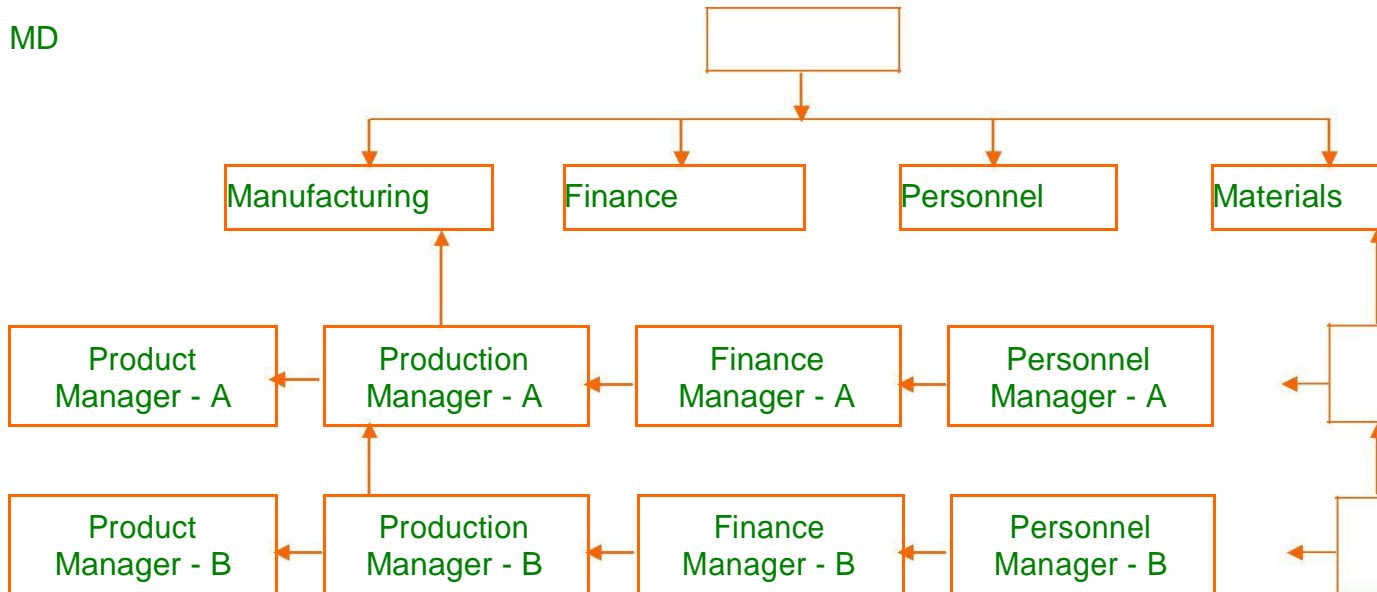 MD
Manufacturing
Finance
Personnel
Materials
Product
Manager - A
Production
Manager - A
Finance
Manager - A
Personnel
Manager - A
Product
Manager - B
Production
Manager - B
Finance
Manager - B
Personnel
Manager - B